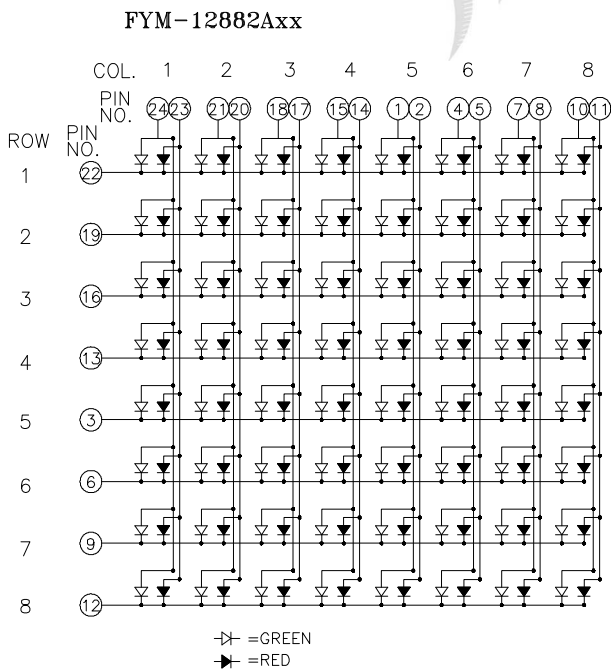 FYM-12882Axx
COL. 1 2 3 4 5 6 7 8
PIN NO. 24 23 21 20 18 17 15 14 1 2 4 5 7 8 10 11
ROW PIN NO.
1 22
2 19
3 16
4 13
5 3
6 6
7 9
8 12
=GREEN
=RED